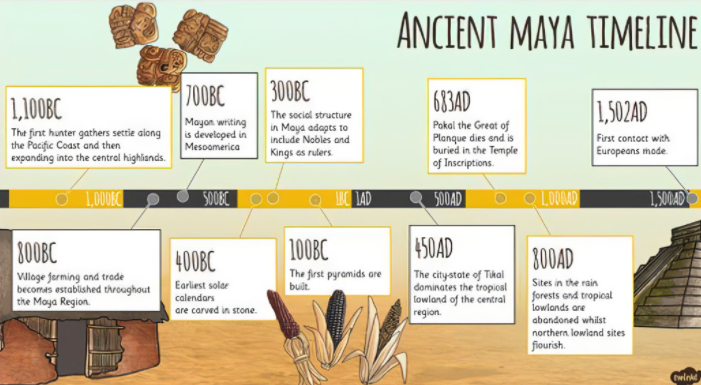 ANCIENT MAYA TIMELINE
1,100BC
The first hunter gathers settle along
the Pacific Coast and then
expanding into the central highlands.
700BC
Mayan writing
is developed in
Mesoamerica
300BC
The social structure
in Maya adapts to
include Nobles and
Kings as rulers.
683AD
Pakal the Great of
Planque dies and is
buried in the Temple
of Inscriptions.
1,502AD
First contact with
Europeans made.
1,000BC
500BC
1BC
1AD
500AD
1,000AD
1,500AD
800BC
Village farming and trade
becomes established throughout
the Maya Region.
400BC
Earliest solar
calendars
are carved in stone.
100BC
The first pyramids are
built.
450AD
The city-state of Tikal
dominates the tropical
lowland of the central
region.
800AD
Sites in the rain
forests and tropical
lowlands are
abandoned whilst
northern lowland sites
flourish.
twinkl